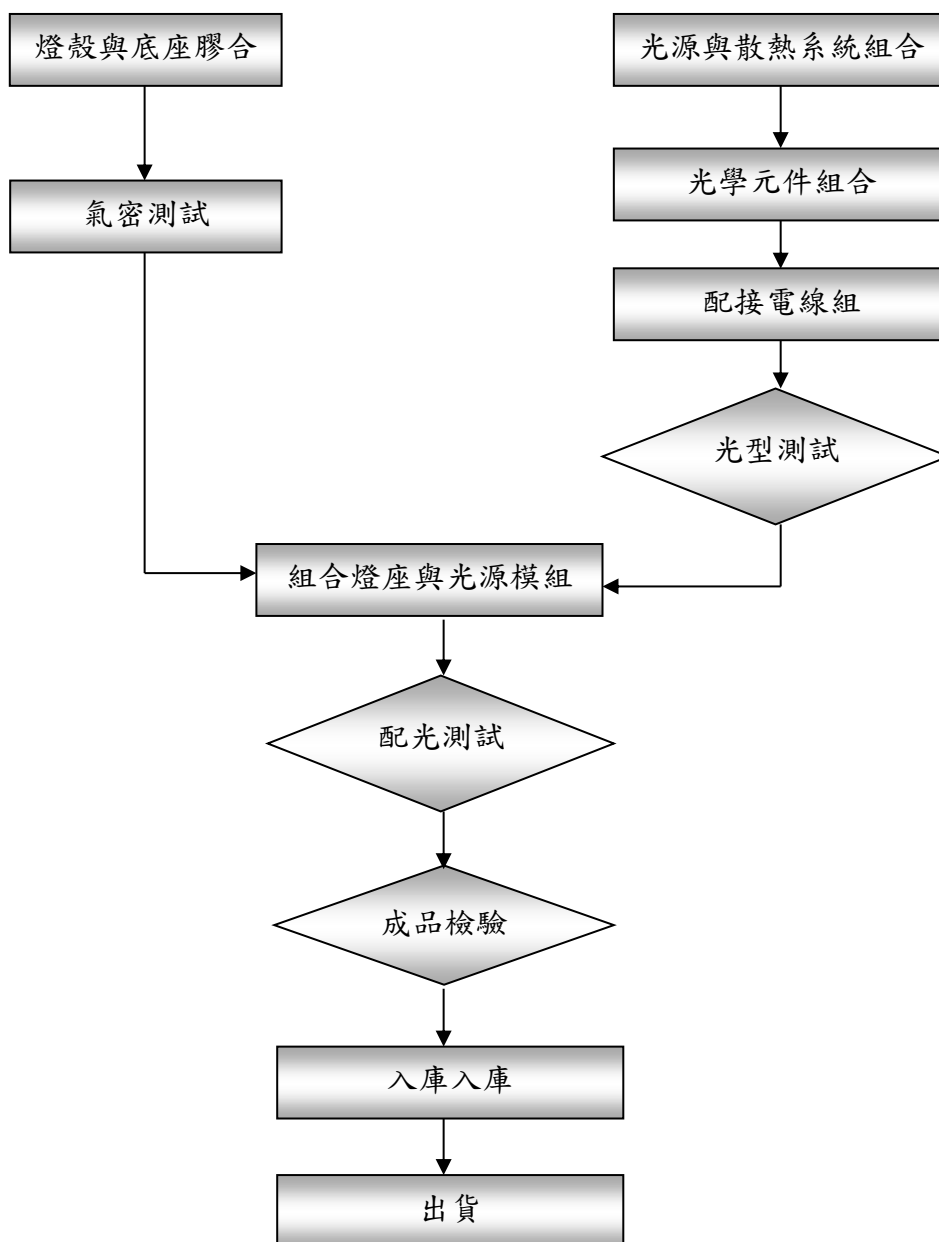 燈殼與底座膠合
光源與散熱系統組合
氣密測試
光學元件組合
配接電線組
光型測試
組合燈座與光源模組
配光測試
成品檢驗
入庫入庫
出貨